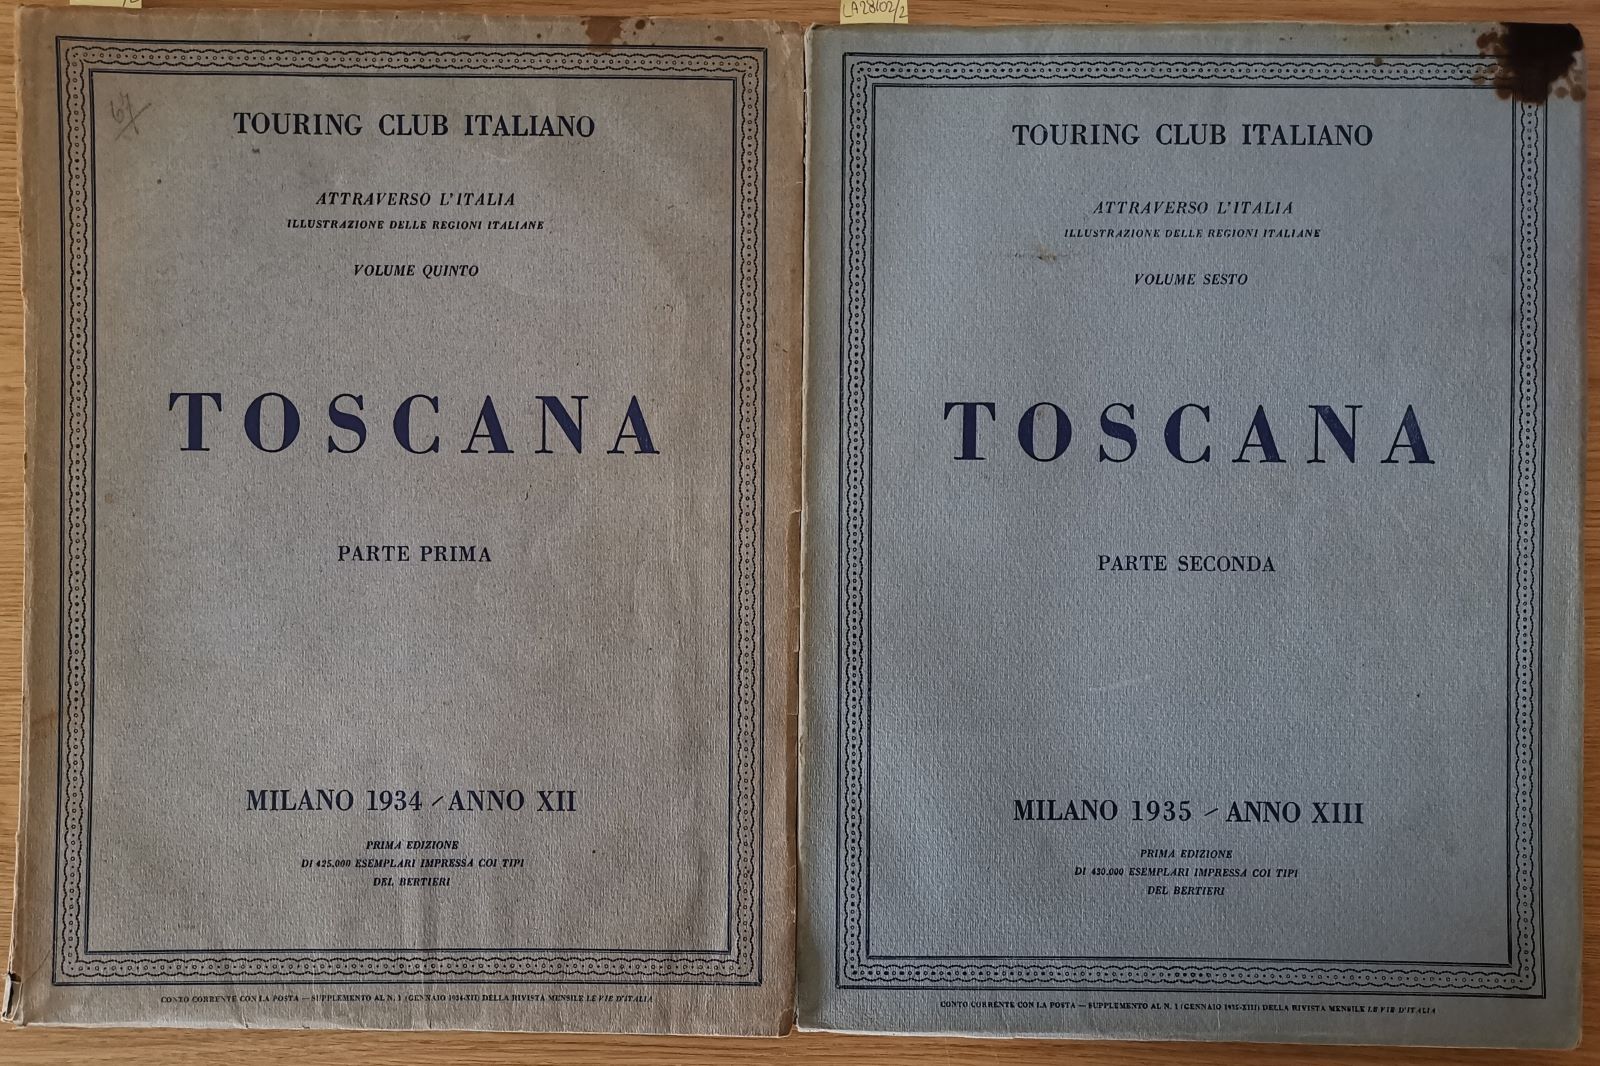 /2
67
TOURING CLUB ITALIANO
ATTRAVERSO L'ITALIA
ILLUSTRAZIONE DELLE REGIONI ITALIANE
VOLUME QUINTO
TOSCANA
PARTE PRIMA
MILANO 1934 - ANNO XII
PRIMA EDIZIONE
DI 425.000 ESEMPLARI IMPRESSA COI TIPI
DEL BERTIERI
CONTO CORRENTE CON LA POSTA — SUPPLEMENTO AL N. 1 (GENNAIO 1934-XII) DELLA RIVISTA MENSILE LE VIE D'ITALIA
LA28102/2
TOURING CLUB ITALIANO
ATTRAVERSO L'ITALIA
ILLUSTRAZIONE DELLE REGIONI ITALIANE
VOLUME SESTO
TOSCANA
PARTE SECONDA
MILANO 1935 - ANNO XIII
PRIMA EDIZIONE
DI 430.000 ESEMPLARI IMPRESSA COI TIPI
DEL BERTIERI
CONTO CORRENTE CON LA POSTA — SUPPLEMENTO AL N. 1 (GENNAIO 1935-XIII) DELLA RIVISTA MENSILE LE VIE D'ITALIA